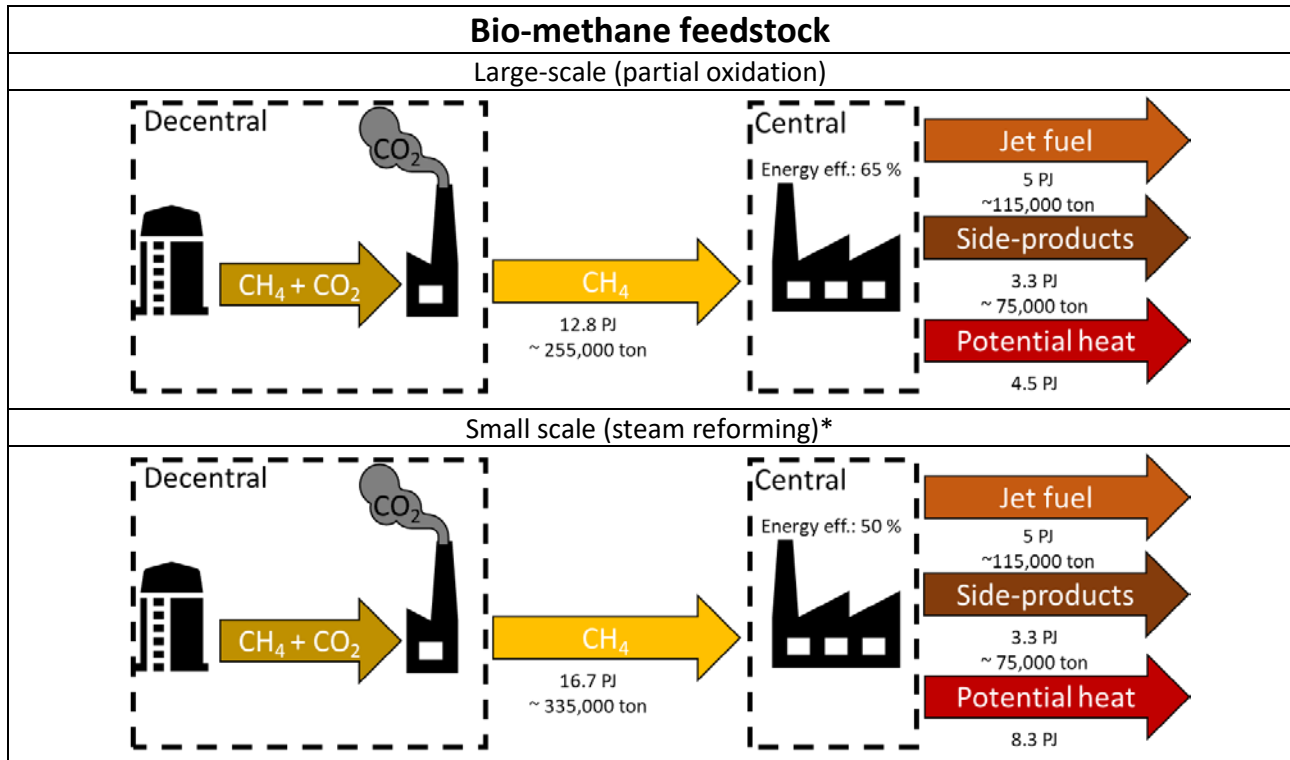 Bio-methane feedstock
Large-scale (partial oxidation)
Decentral
CO₂
CH₄ + CO₂
CH₄
12.8 PJ
~ 255,000 ton
Central
Energy eff.: 65 %
Jet fuel
5 PJ
~115,000 ton
Side-products
3.3 PJ
~ 75,000 ton
Potential heat
4.5 PJ
Small scale (steam reforming)*
Decentral
CO₂
CH₄ + CO₂
CH₄
16.7 PJ
~ 335,000 ton
Central
Energy eff.: 50 %
Jet fuel
5 PJ
~115,000 ton
Side-products
3.3 PJ
~ 75,000 ton
Potential heat
8.3 PJ